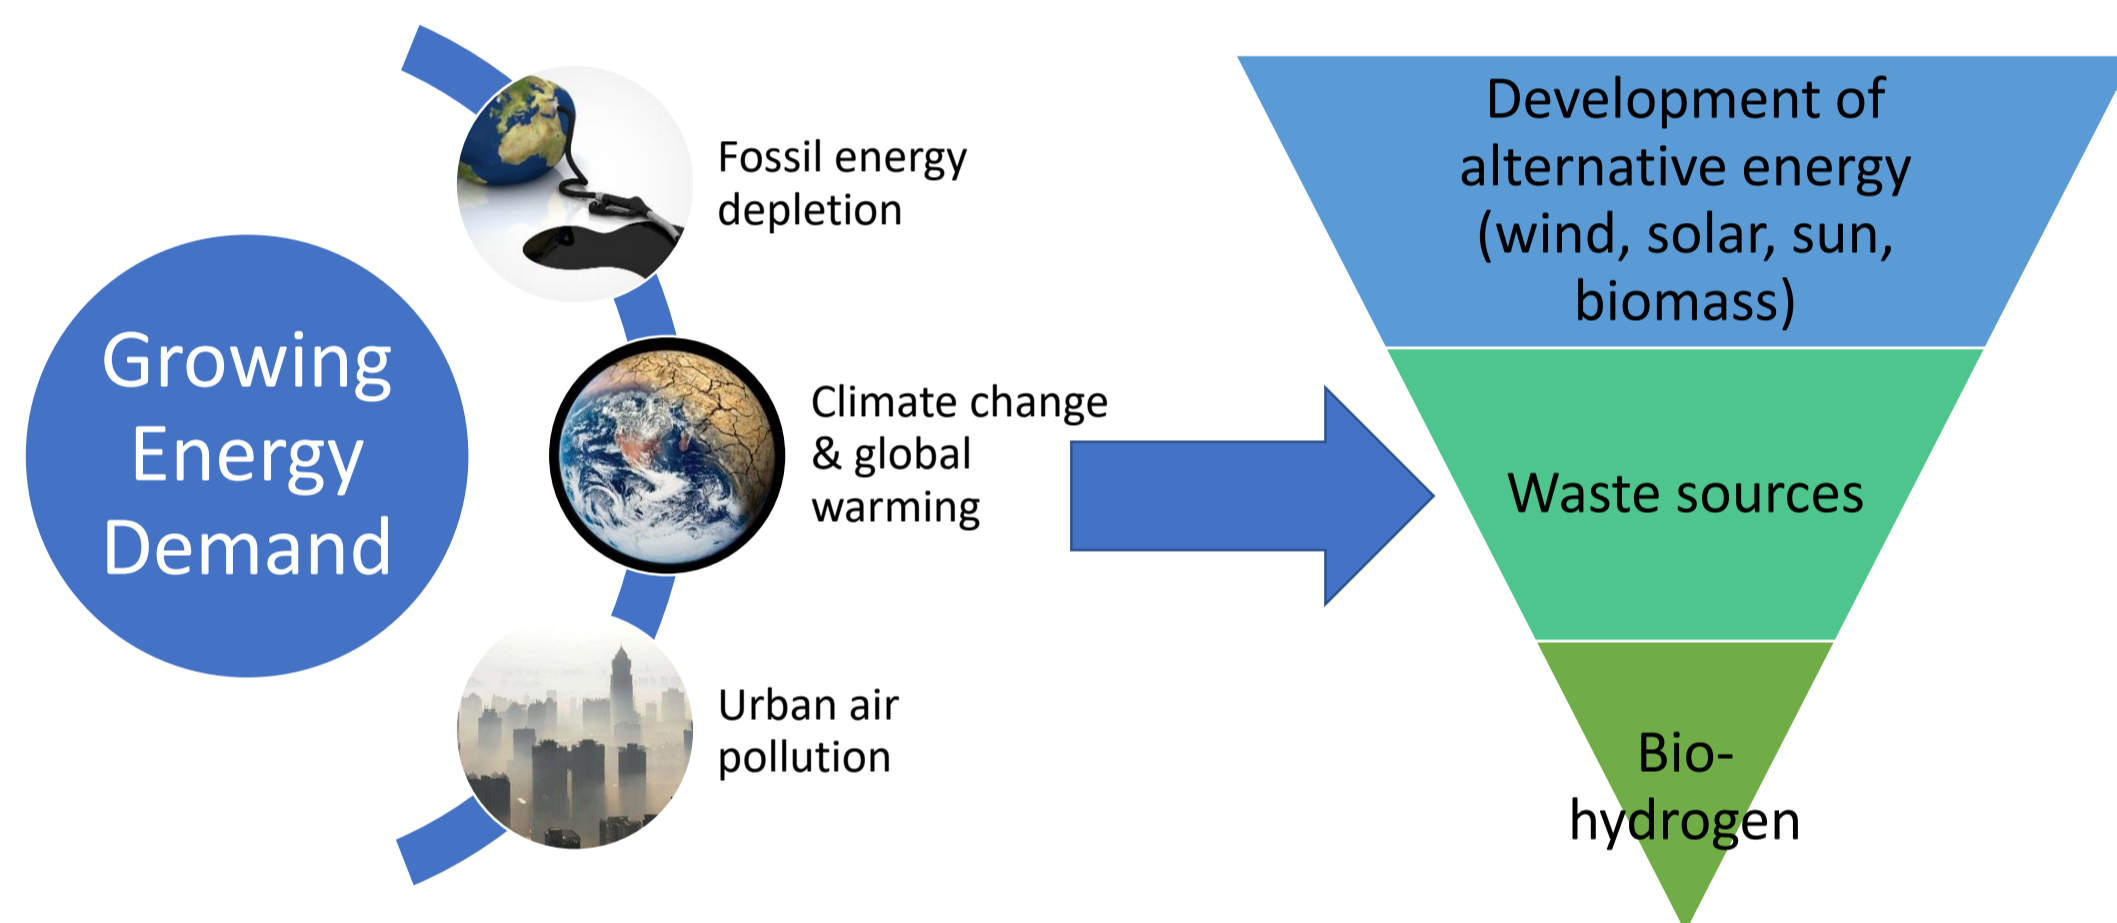 Growing
Energy
Demand
Fossil energy
depletion
Climate change
& global
warming
Urban air
pollution
Development of
alternative energy
(wind, solar, sun,
biomass)
Waste sources
Bio-
hydrogen